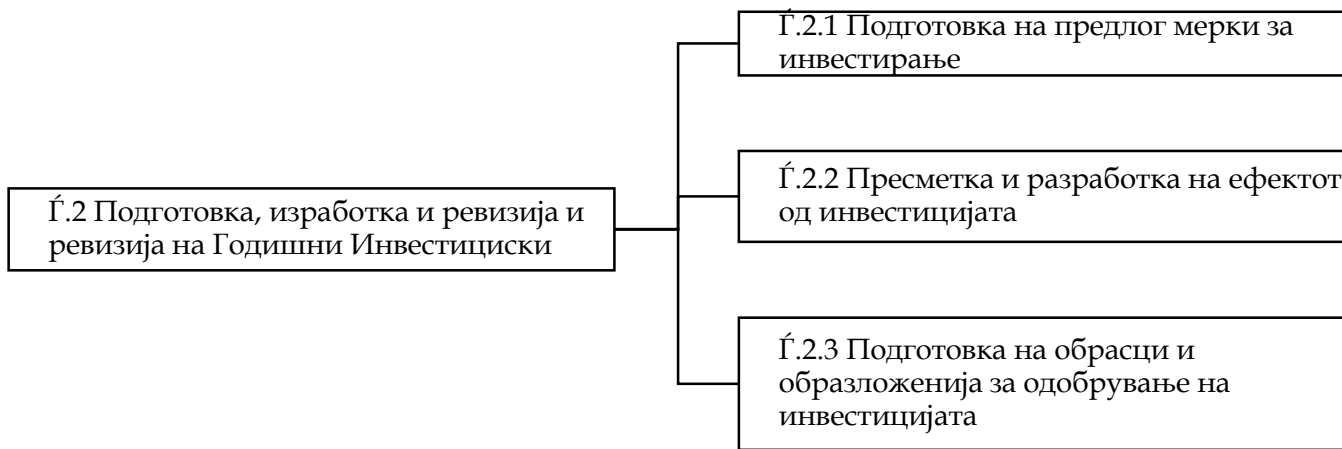 Ѓ.2.1 Подготовка на предлог мерки за
инвестирање
Ѓ.2.2 Пресметка и разработка на ефектот
од инвестицијата
Ѓ.2 Подготовка, изработка и ревизија и
ревизија на Годишни Инвестициски
Ѓ.2.3 Подготовка на обрасци и
образложенија за одобрување на
инвестицијата